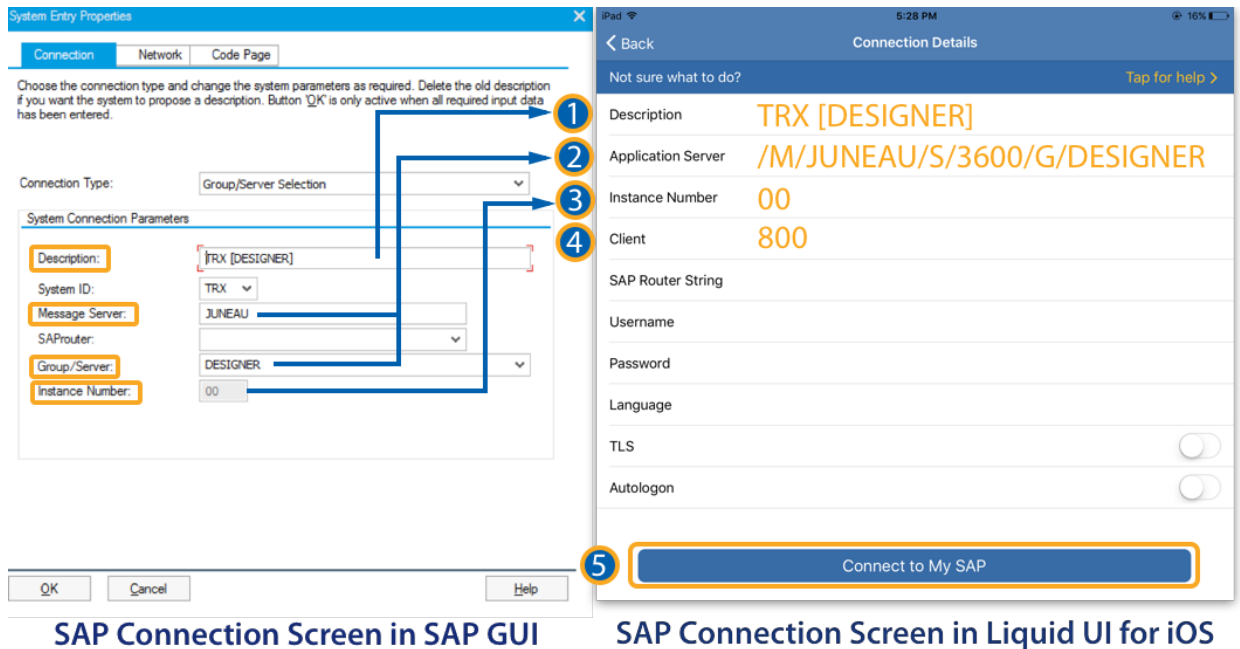 System Entry Properties
Connection Network Code Page
Choose the connection type and change the system parameters as required. Delete the old description
if you want the system to propose a description. Button 'OK' is only active when all required input data
has been entered.
Connection Type: Group/Server Selection
System Connection Parameters
Description: TRX [DESIGNER]
System ID: TRX
Message Server: JUNEAU
SAProuter:
Group/Server: DESIGNER
Instance Number: 00
OK Cancel Help
SAP Connection Screen in SAP GUI
iPad 5:28 PM 16%
Back Connection Details
Not sure what to do? Tap for help >
1 Description TRX [DESIGNER]
2 Application Server /M/JUNEAU/S/3600/G/DESIGNER
3 Instance Number 00
4 Client 800
SAP Router String
Username
Password
Language
TLS
Autologon
5 Connect to My SAP
SAP Connection Screen in Liquid UI for iOS